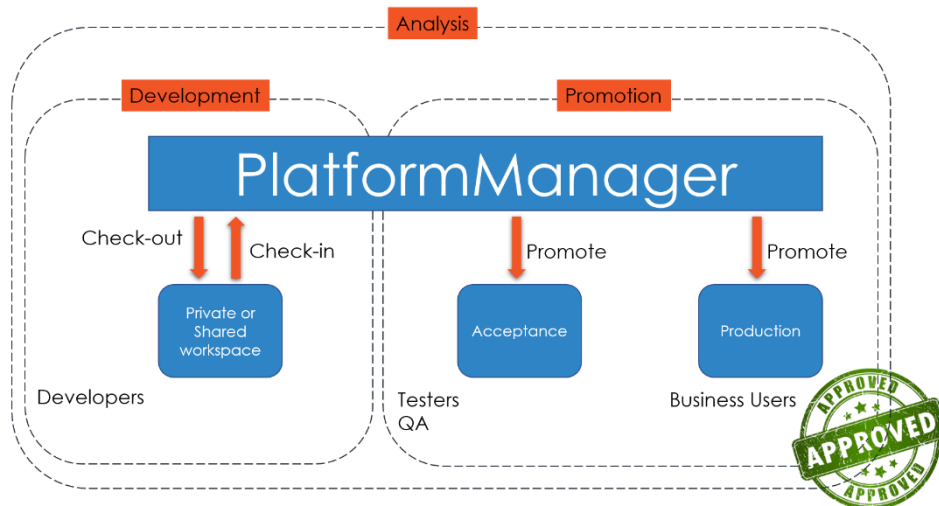 Analysis
Development
Promotion
PlatformManager
Check-out
Check-in
Promote
Promote
Private or
Shared
workspace
Acceptance
Production
Developers
Testers
QA
Business Users
APPROVED
APPROVED
APPROVED